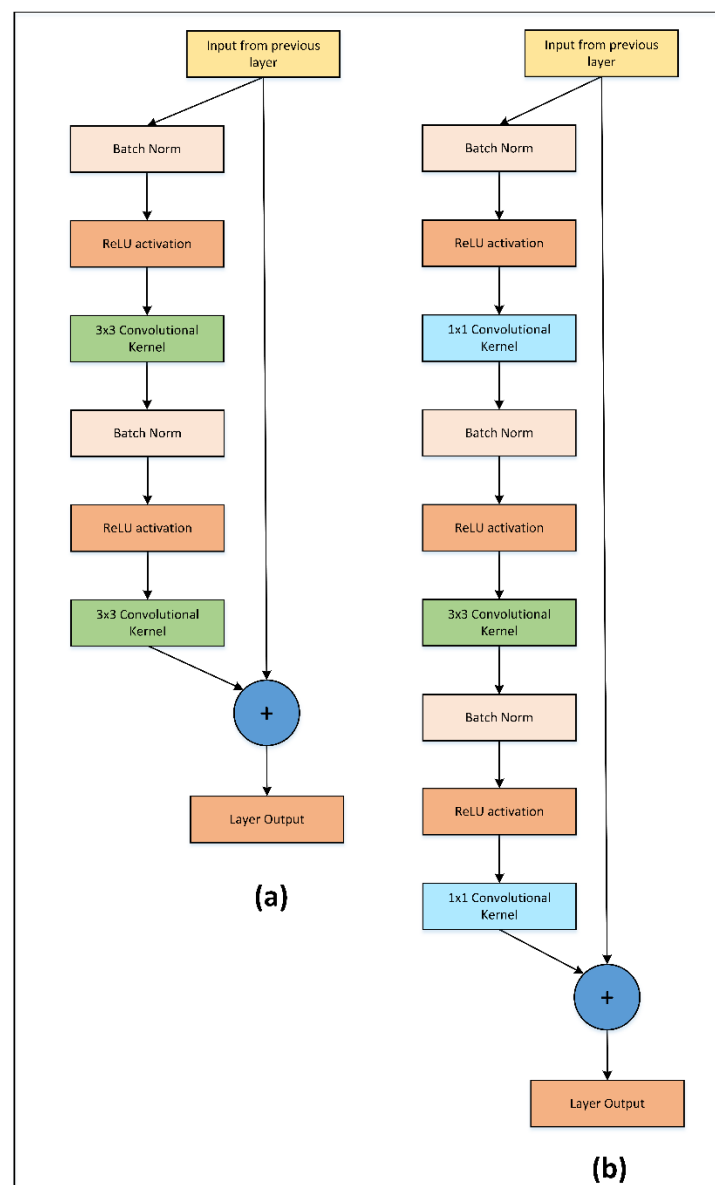 Input from previous
layer
Batch Norm
ReLU activation
3x3 Convolutional
Kernel
Batch Norm
ReLU activation
3x3 Convolutional
Kernel
+
Layer Output
(a)
Input from previous
layer
Batch Norm
ReLU activation
1x1 Convolutional
Kernel
Batch Norm
ReLU activation
3x3 Convolutional
Kernel
Batch Norm
ReLU activation
1x1 Convolutional
Kernel
+
Layer Output
(b)